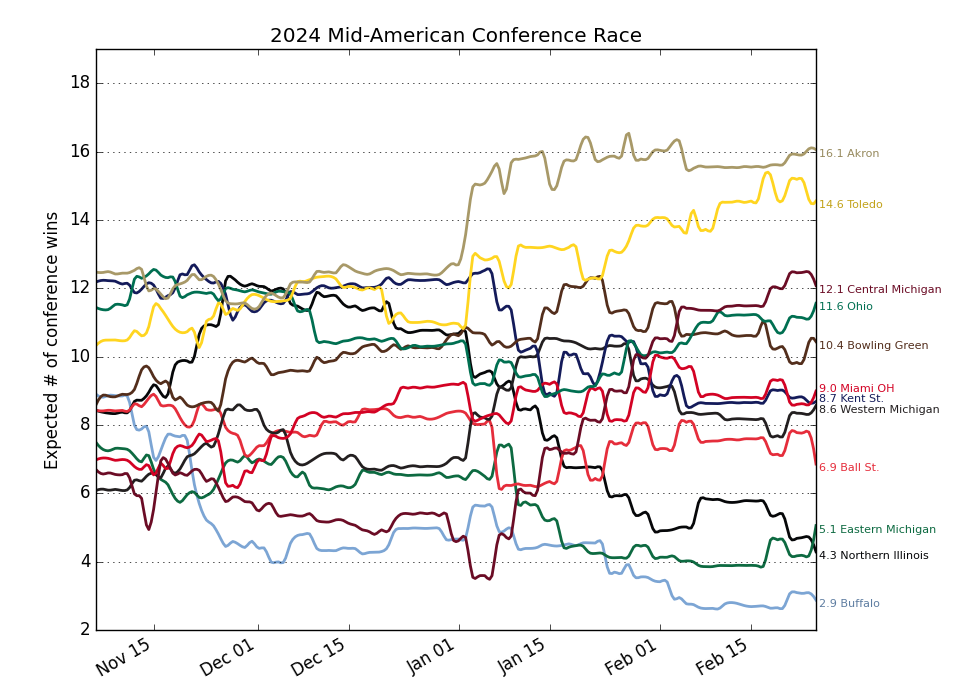 2024 Mid-American Conference Race
Expected # of conference wins
18
16
14
12
10
8
6
4
2
16.1 Akron
14.6 Toledo
12.1 Central Michigan
11.6 Ohio
10.4 Bowling Green
9.0 Miami OH
8.7 Kent St.
8.6 Western Michigan
6.9 Ball St.
5.1 Eastern Michigan
4.3 Northern Illinois
2.9 Buffalo
Nov 15
Dec 01
Dec 15
Jan 01
Jan 15
Feb 01
Feb 15